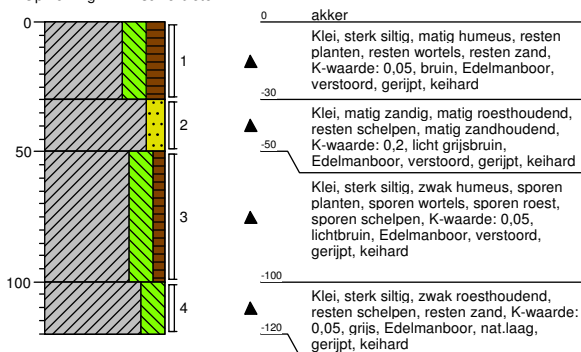 0
akker
0
Klei, sterk siltig, matig humeus, resten
planten, resten wortels, resten zand,
K-waarde: 0,05, bruin, Edelmanboor,
verstoord, gerijpt, keihard
1
-30
Klei, matig zandig, matig roesthoudend,
resten schelpen, matig zandhoudend,
K-waarde: 0,2, licht grijsbruin,
Edelmanboor, verstoord, gerijpt, keihard
2
50
-50
Klei, sterk siltig, zwak humeus, sporen
planten, sporen wortels, sporen roest,
sporen schelpen, K-waarde: 0,05,
lichtbruin, Edelmanboor, verstoord,
gerijpt, keihard
3
100
-100
Klei, sterk siltig, zwak roesthoudend,
resten schelpen, resten zand, K-waarde:
0,05, grijs, Edelmanboor, nat.laag,
gerijpt, keihard
4
-120